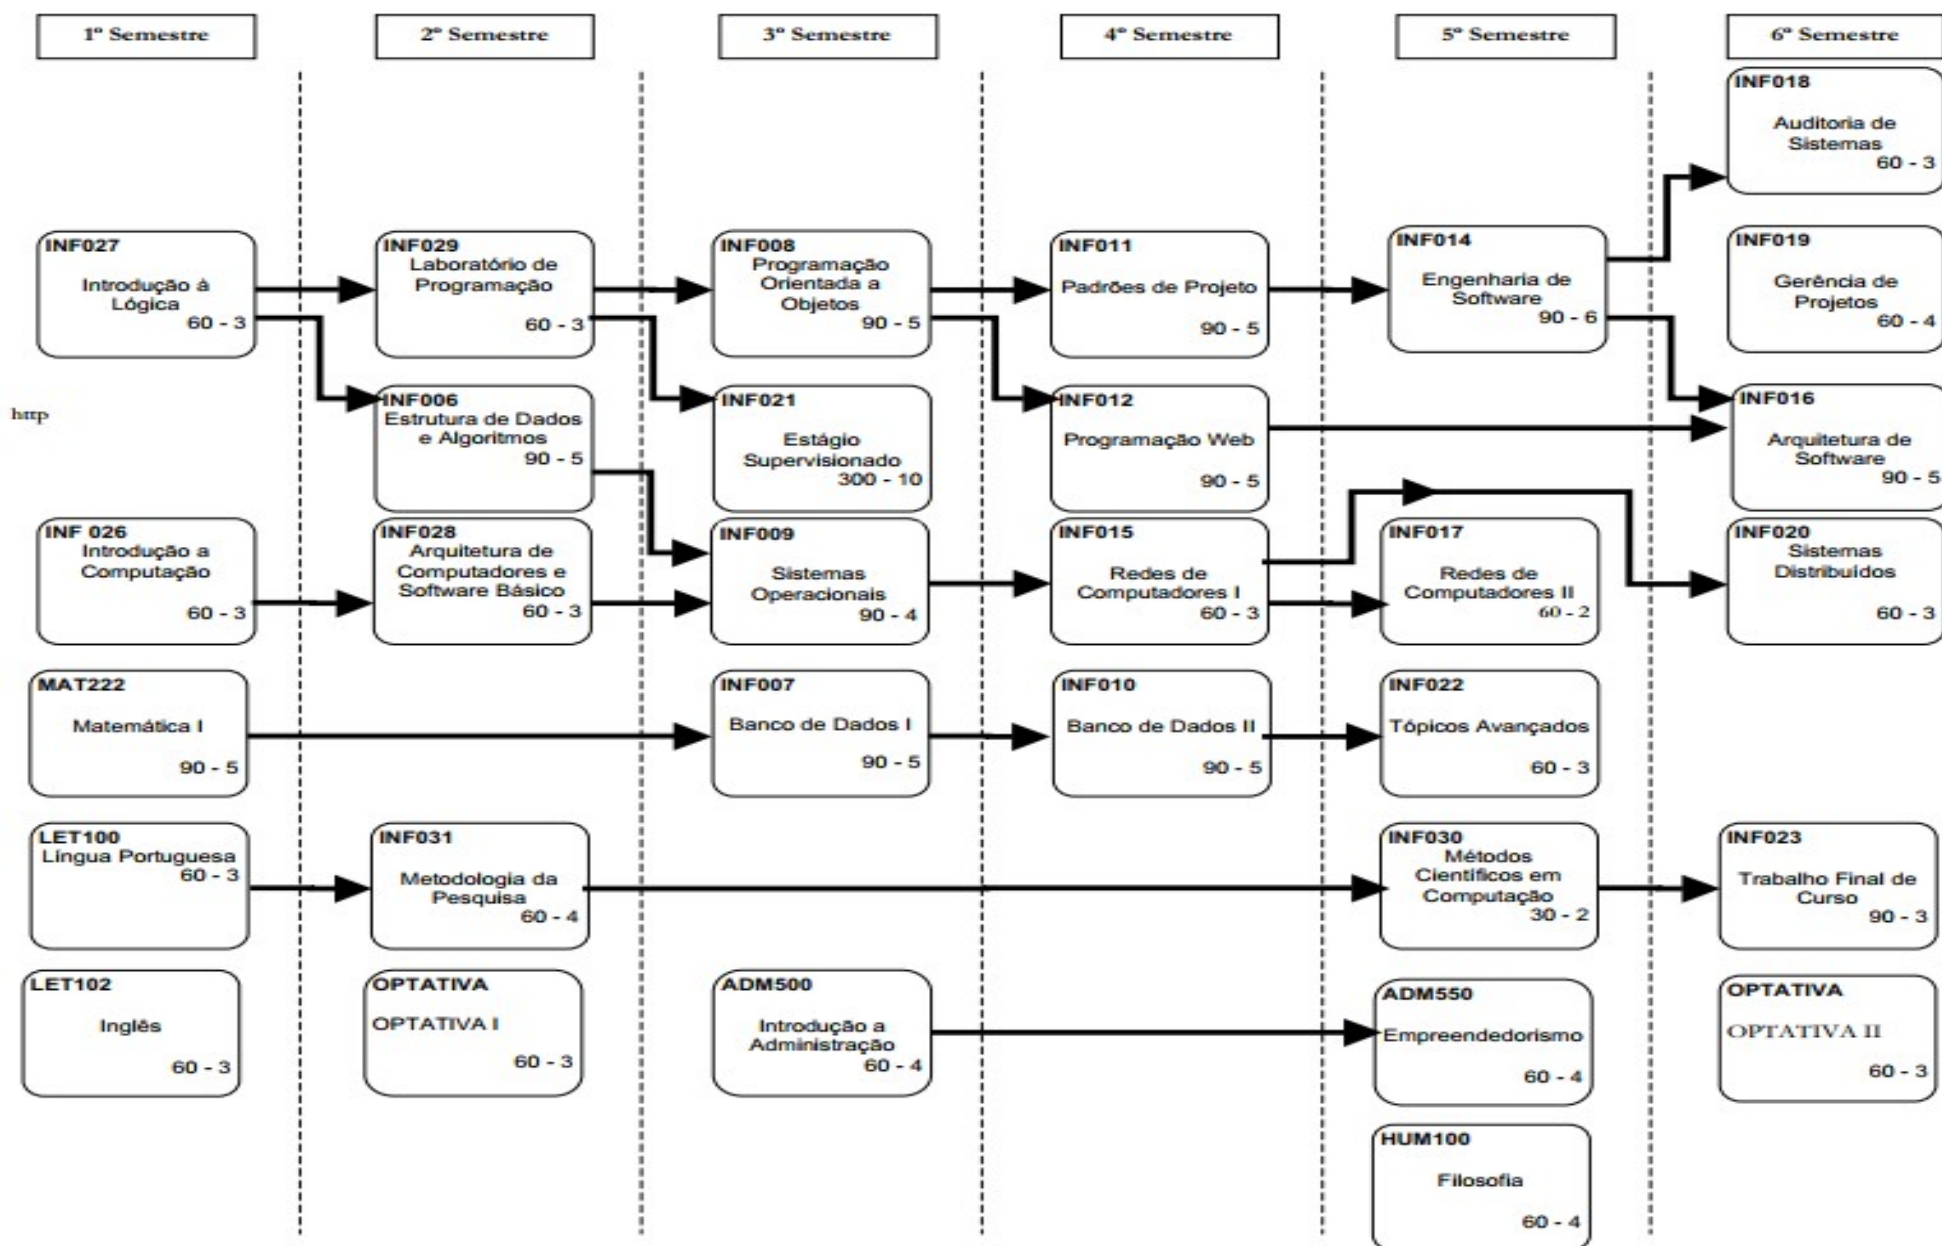 1º Semestre
2º Semestre
3º Semestre
4º Semestre
5º Semestre
6º Semestre
INF018
Auditoria de
Sistemas
60 - 3
INF027
Introdução à
Lógica
60 - 3
INF029
Laboratório de
Programação
60 - 3
INF008
Programação
Orientada a
Objetos
90 - 5
INF011
Padrões de Projeto
90 - 5
INF014
Engenharia de
Software
90 - 6
INF019
Gerência de
Projetos
60 - 4
http
INF006
Estrutura de Dados
e Algoritmos
90 - 5
INF021
Estágio
Supervisionado
300 - 10
INF012
Programação Web
90 - 5
INF016
Arquitetura de
Software
90 - 5
INF 026
Introdução a
Computação
60 - 3
INF028
Arquitetura de
Computadores e
Software Básico
60 - 3
INF009
Sistemas
Operacionais
90 - 4
INF015
Redes de
Computadores I
60 - 3
INF017
Redes de
Computadores II
60 - 2
INF020
Sistemas
Distribuídos
60 - 3
MAT222
Matemática I
90 - 5
INF007
Banco de Dados I
90 - 5
INF010
Banco de Dados II
90 - 5
INF022
Tópicos Avançados
60 - 3
LET100
Língua Portuguesa
60 - 3
INF031
Metodologia da
Pesquisa
60 - 4
INF030
Métodos
Científicos em
Computação
30 - 2
INF023
Trabalho Final de
Curso
90 - 3
LET102
Inglês
60 - 3
OPTATIVA
OPTATIVA I
60 - 3
ADM500
Introdução a
Administração
60 - 4
ADM550
Empreendedorismo
60 - 4
OPTATIVA
OPTATIVA II
60 - 3
HUM100
Filosofia
60 - 4